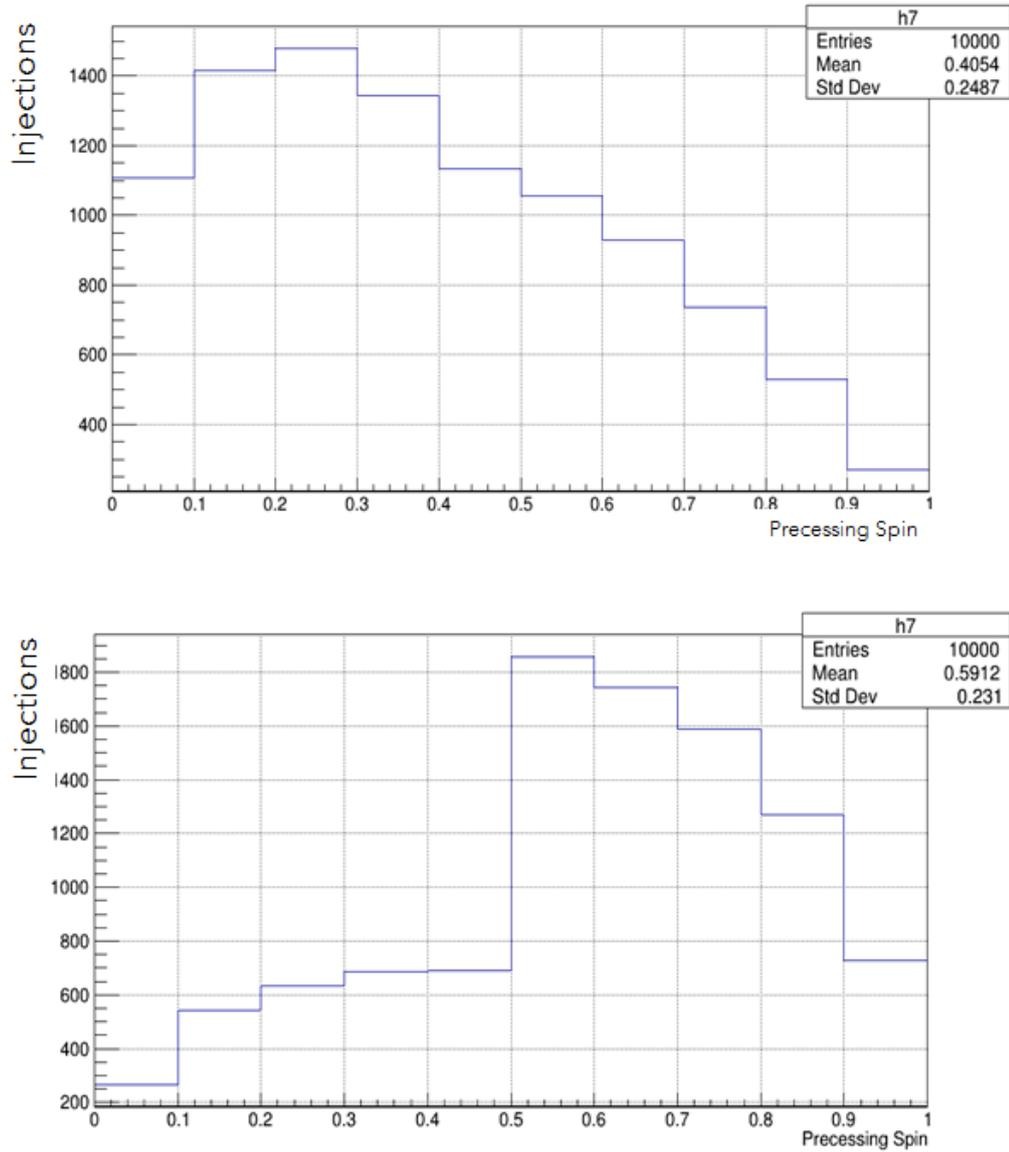 Injections
h7
Entries 10000
Mean 0.4054
Std Dev 0.2487
1400
1200
1000
800
600
400
0 0.1 0.2 0.3 0.4 0.5 0.6 0.7 0.8 0.9 1
Precessing Spin
Injections
h7
Entries 10000
Mean 0.5912
Std Dev 0.231
1800
1600
1400
1200
1000
800
600
400
200
0 0.1 0.2 0.3 0.4 0.5 0.6 0.7 0.8 0.9 1
Precessing Spin